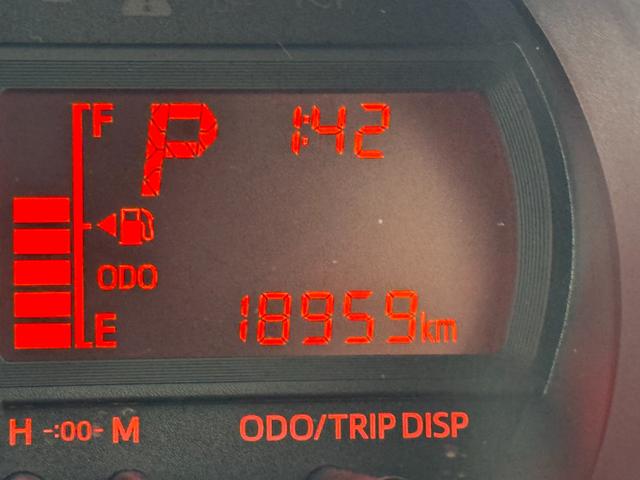 F P 1:42
ODO
E 18959km
H -:00- M ODO/TRIP DISP